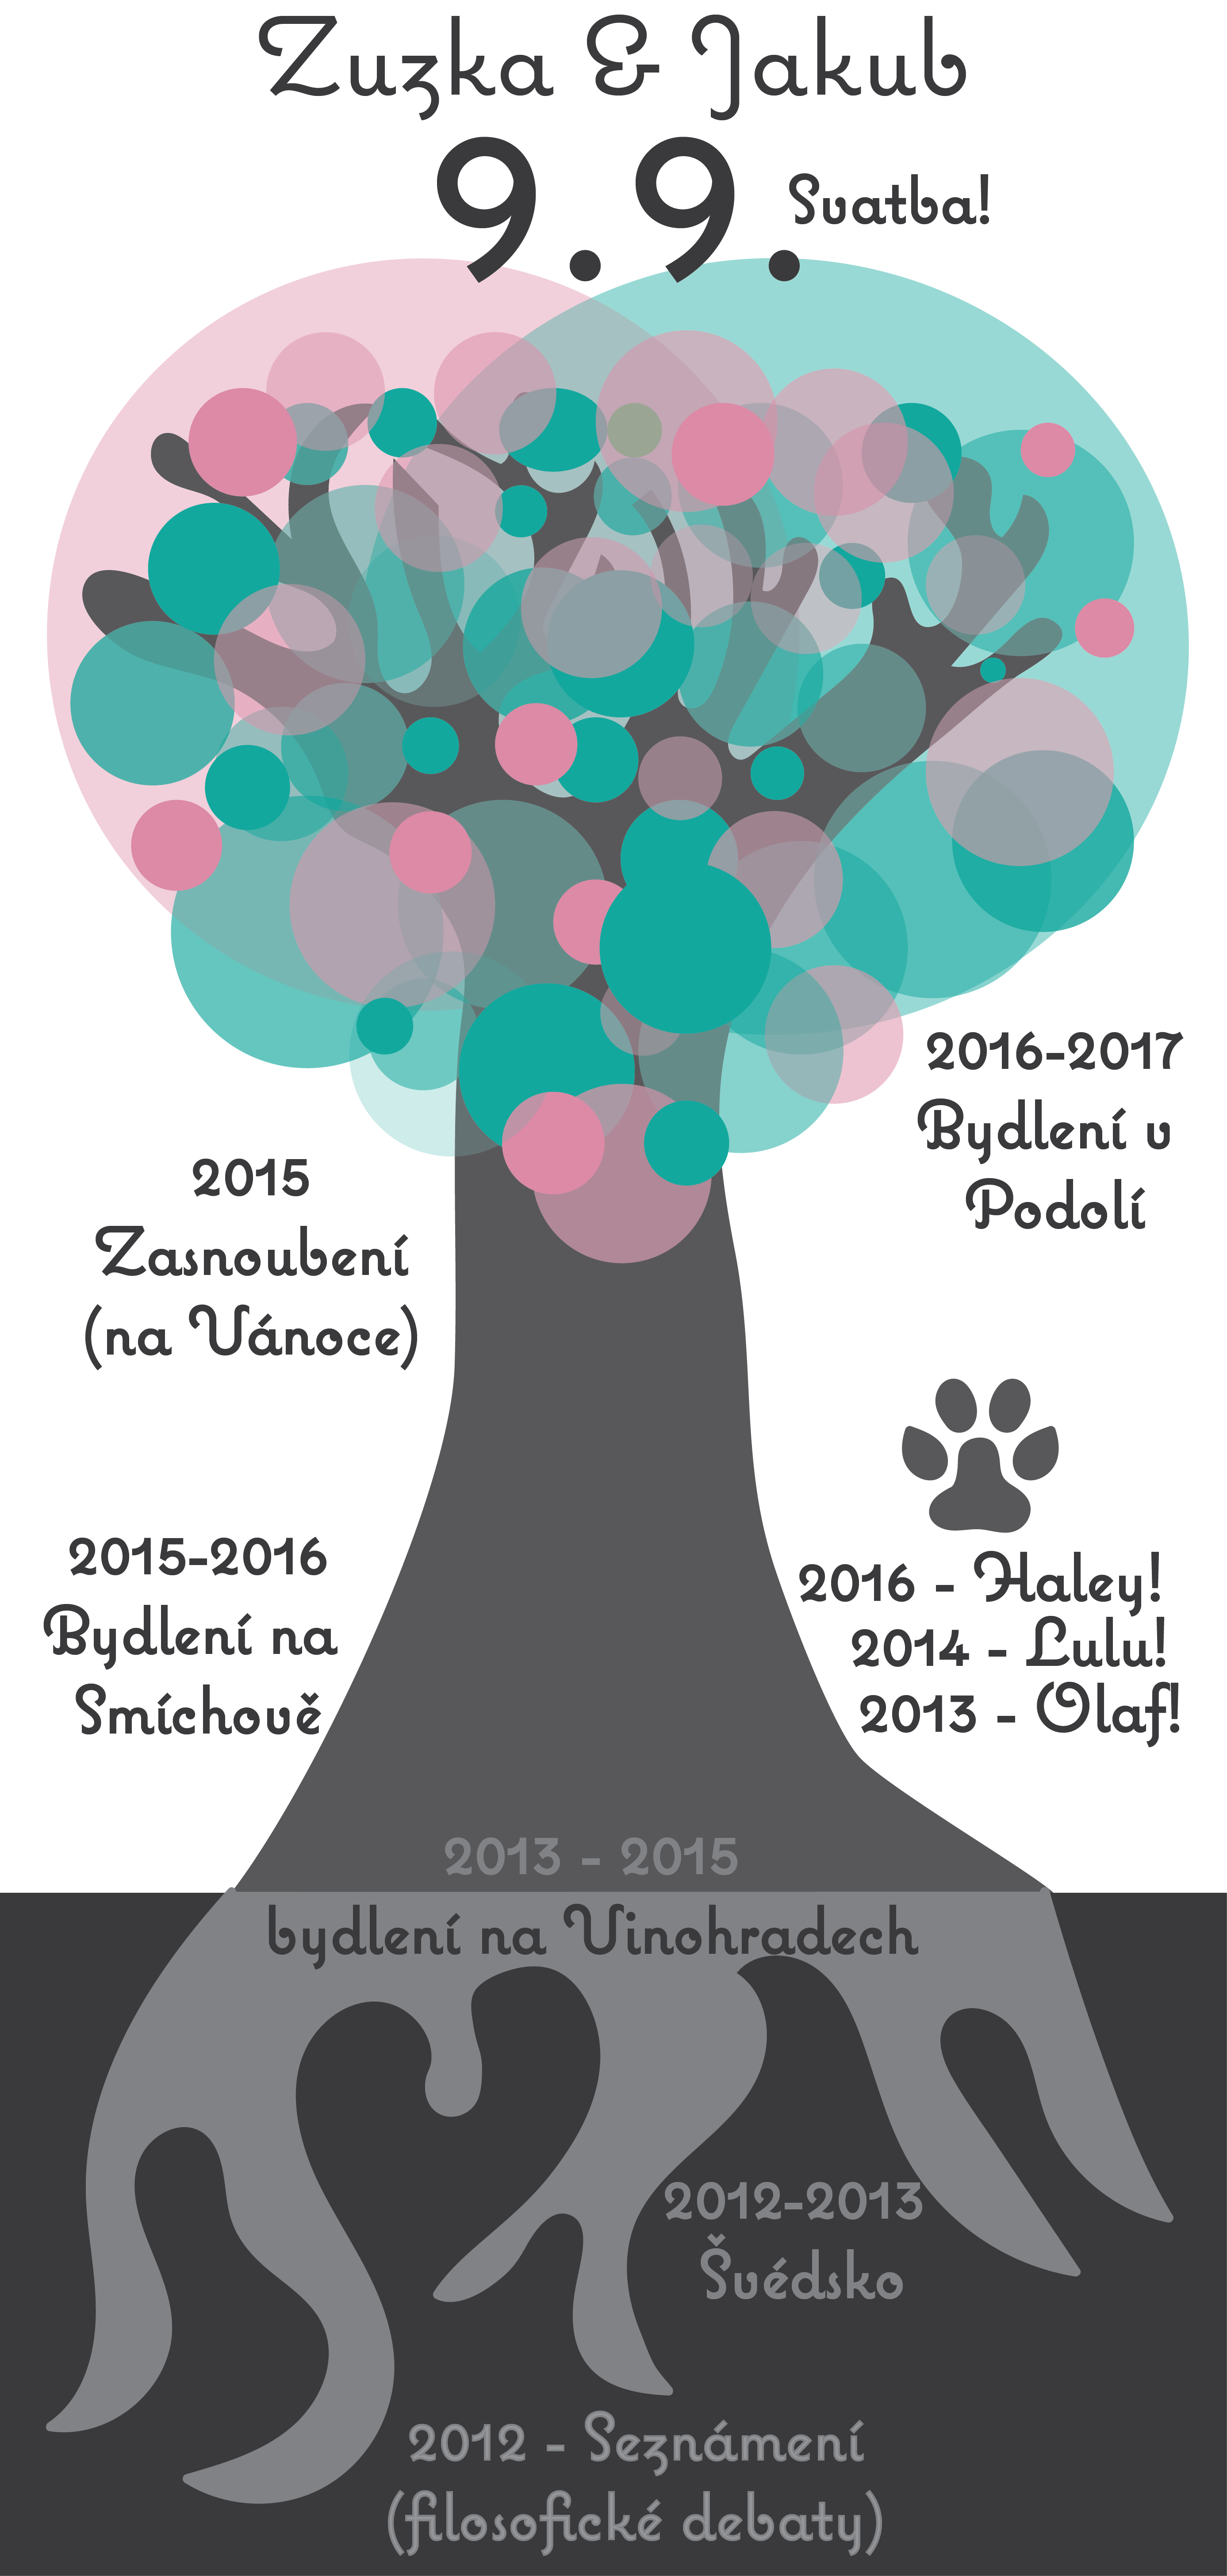 Zuzka & Jakub
9.9. Svatba!
2016-2017
Bydlení v
Podolí
2015
Zasnoubení
(na Vánoce)
2015-2016
Bydlení na
Smíchově
2016 - Haley!
2014 - Lulu!
2013 - Olaf!
2013 - 2015
bydlení na Vinohradech
2012-2013
Švédsko
2012 - Seznámení
(filosofické debaty)